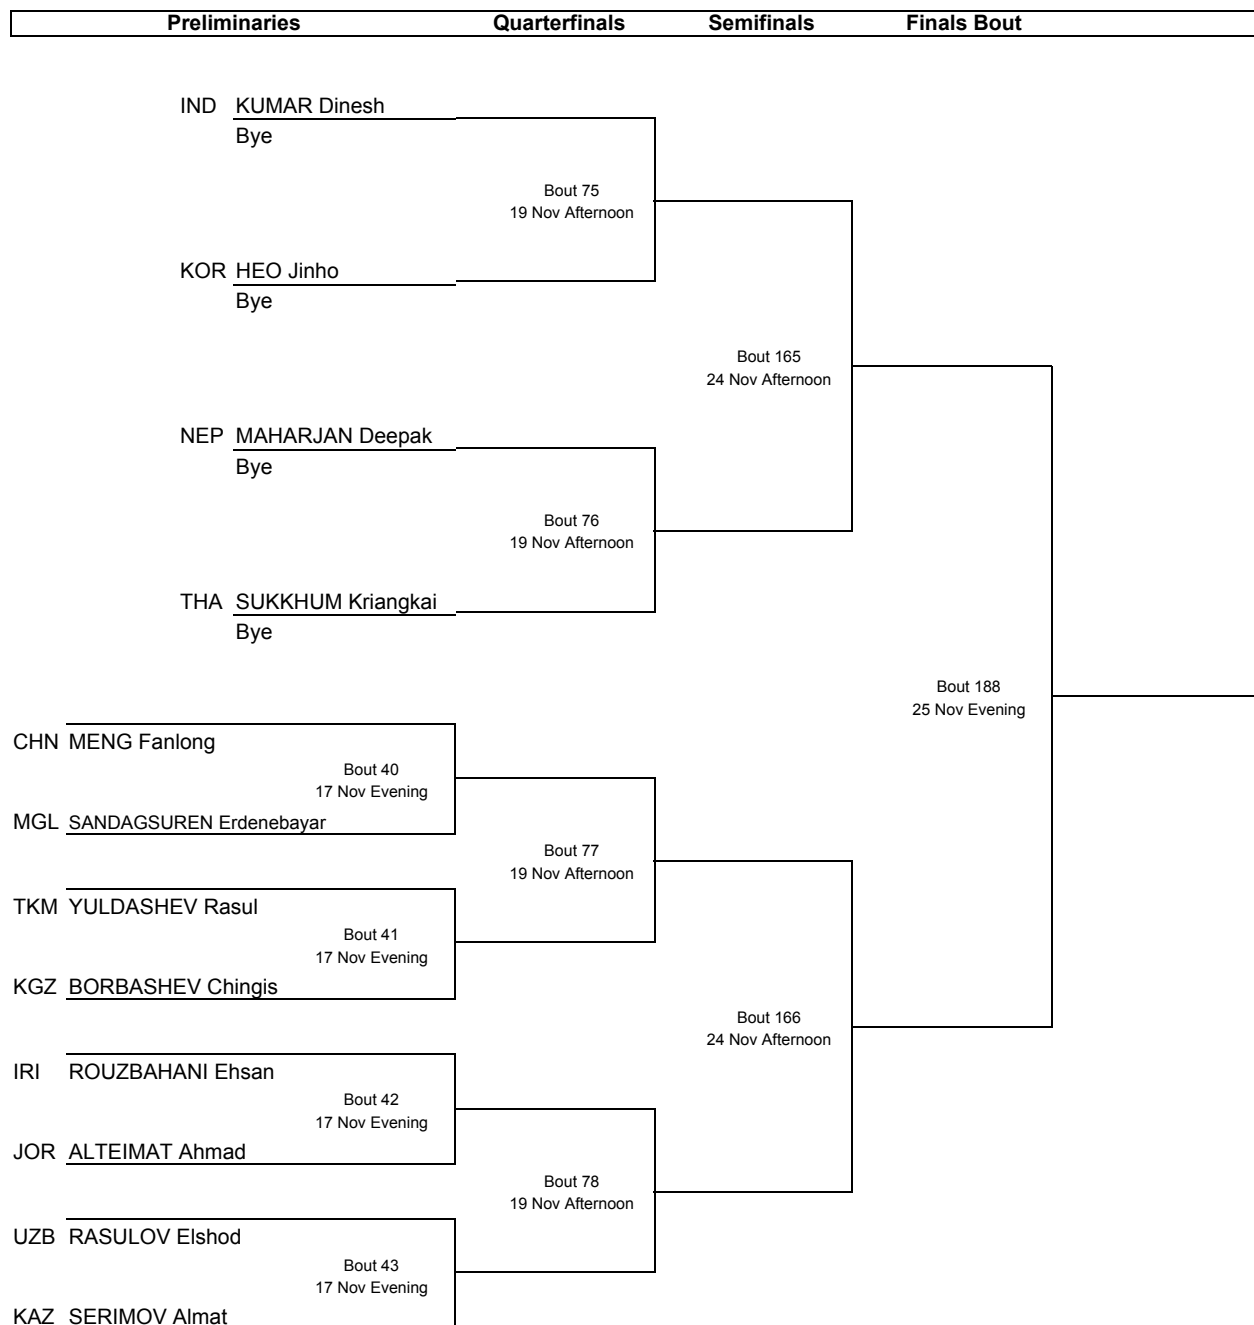 Preliminaries Quarterfinals Semifinals Finals Bout
IND KUMAR Dinesh
Bye
Bout 75
19 Nov Afternoon
KOR HEO Jinho
Bye
Bout 165
24 Nov Afternoon
NEP MAHARJAN Deepak
Bye
Bout 76
19 Nov Afternoon
THA SUKKHUM Kriangkai
Bye
Bout 188
25 Nov Evening
CHN MENG Fanlong
Bout 40
17 Nov Evening
MGL SANDAGSUREN Erdenebayar
Bout 77
19 Nov Afternoon
TKM YULDASHEV Rasul
Bout 41
17 Nov Evening
KGZ BORBASHEV Chingis
Bout 166
24 Nov Afternoon
IRI ROUZBAHANI Ehsan
Bout 42
17 Nov Evening
JOR ALTEIMAT Ahmad
Bout 78
19 Nov Afternoon
UZB RASULOV Elshod
Bout 43
17 Nov Evening
KAZ SERIMOV Almat